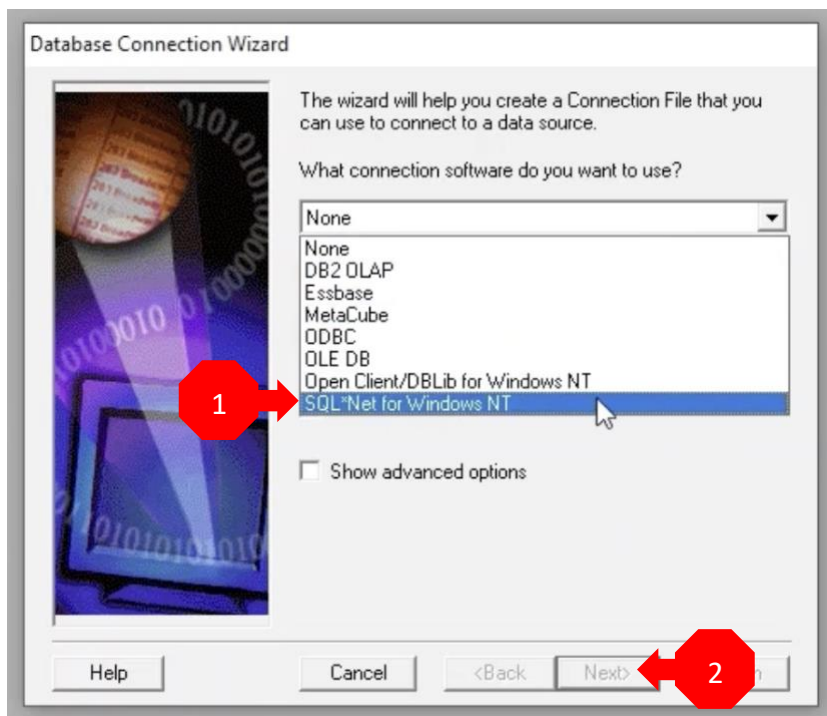 Database Connection Wizard
The wizard will help you create a Connection File that you
can use to connect to a data source.
What connection software do you want to use?
None
None
DB2 OLAP
Essbase
MetaCube
ODBC
OLE DB
Open Client/DBLib for Windows NT
1
SQL*Net for Windows NT
Show advanced options
Help
Cancel
<Back
Next>
2